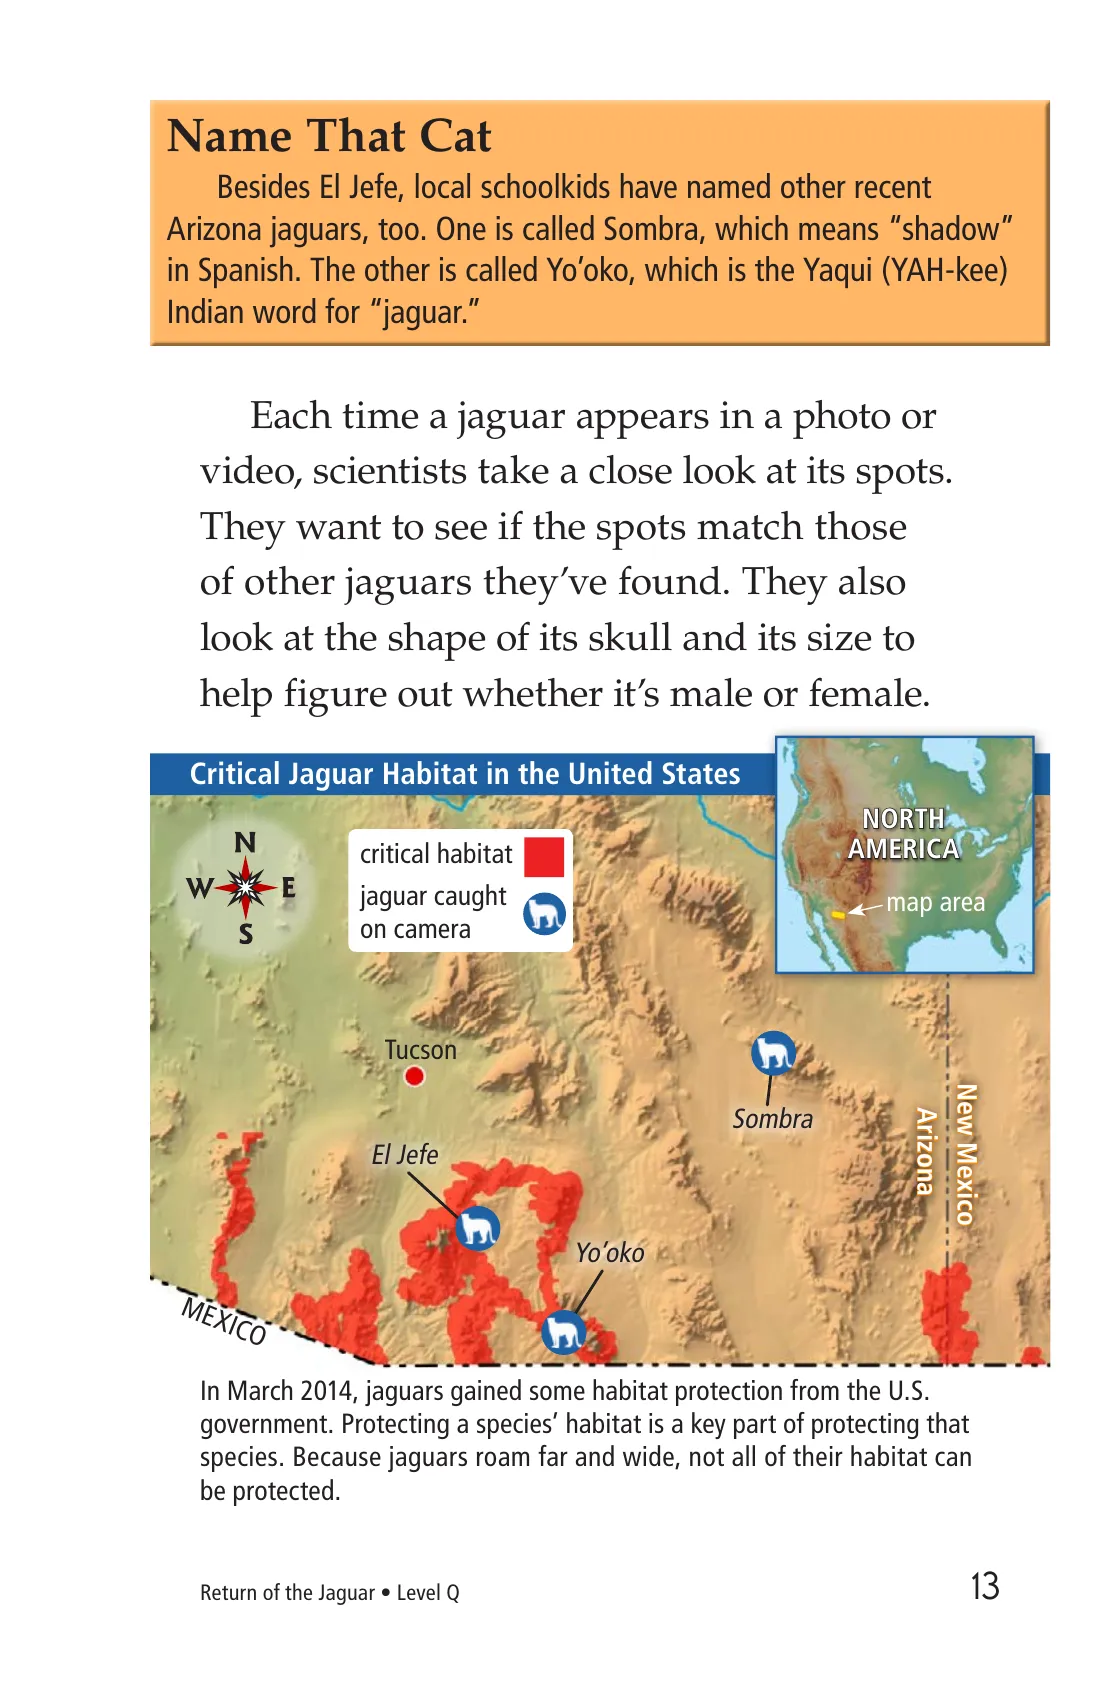 Name That Cat
Besides El Jefe, local schoolkids have named other recent
Arizona jaguars, too. One is called Sombra, which means “shadow”
in Spanish. The other is called Yo’oko, which is the Yaqui (YAH-kee)
Indian word for “jaguar.”
Each time a jaguar appears in a photo or
video, scientists take a close look at its spots.
They want to see if the spots match those
of other jaguars they’ve found. They also
look at the shape of its skull and its size to
help figure out whether it’s male or female.
Critical Jaguar Habitat in the United States
NORTH
AMERICA
map area
N
W E
S
critical habitat
jaguar caught
on camera
Tucson
Sombra
El Jefe
Yo’oko
Arizona
New Mexico
MEXICO
In March 2014, jaguars gained some habitat protection from the U.S.
government. Protecting a species’ habitat is a key part of protecting that
species. Because jaguars roam far and wide, not all of their habitat can
be protected.
Return of the Jaguar • Level Q
13